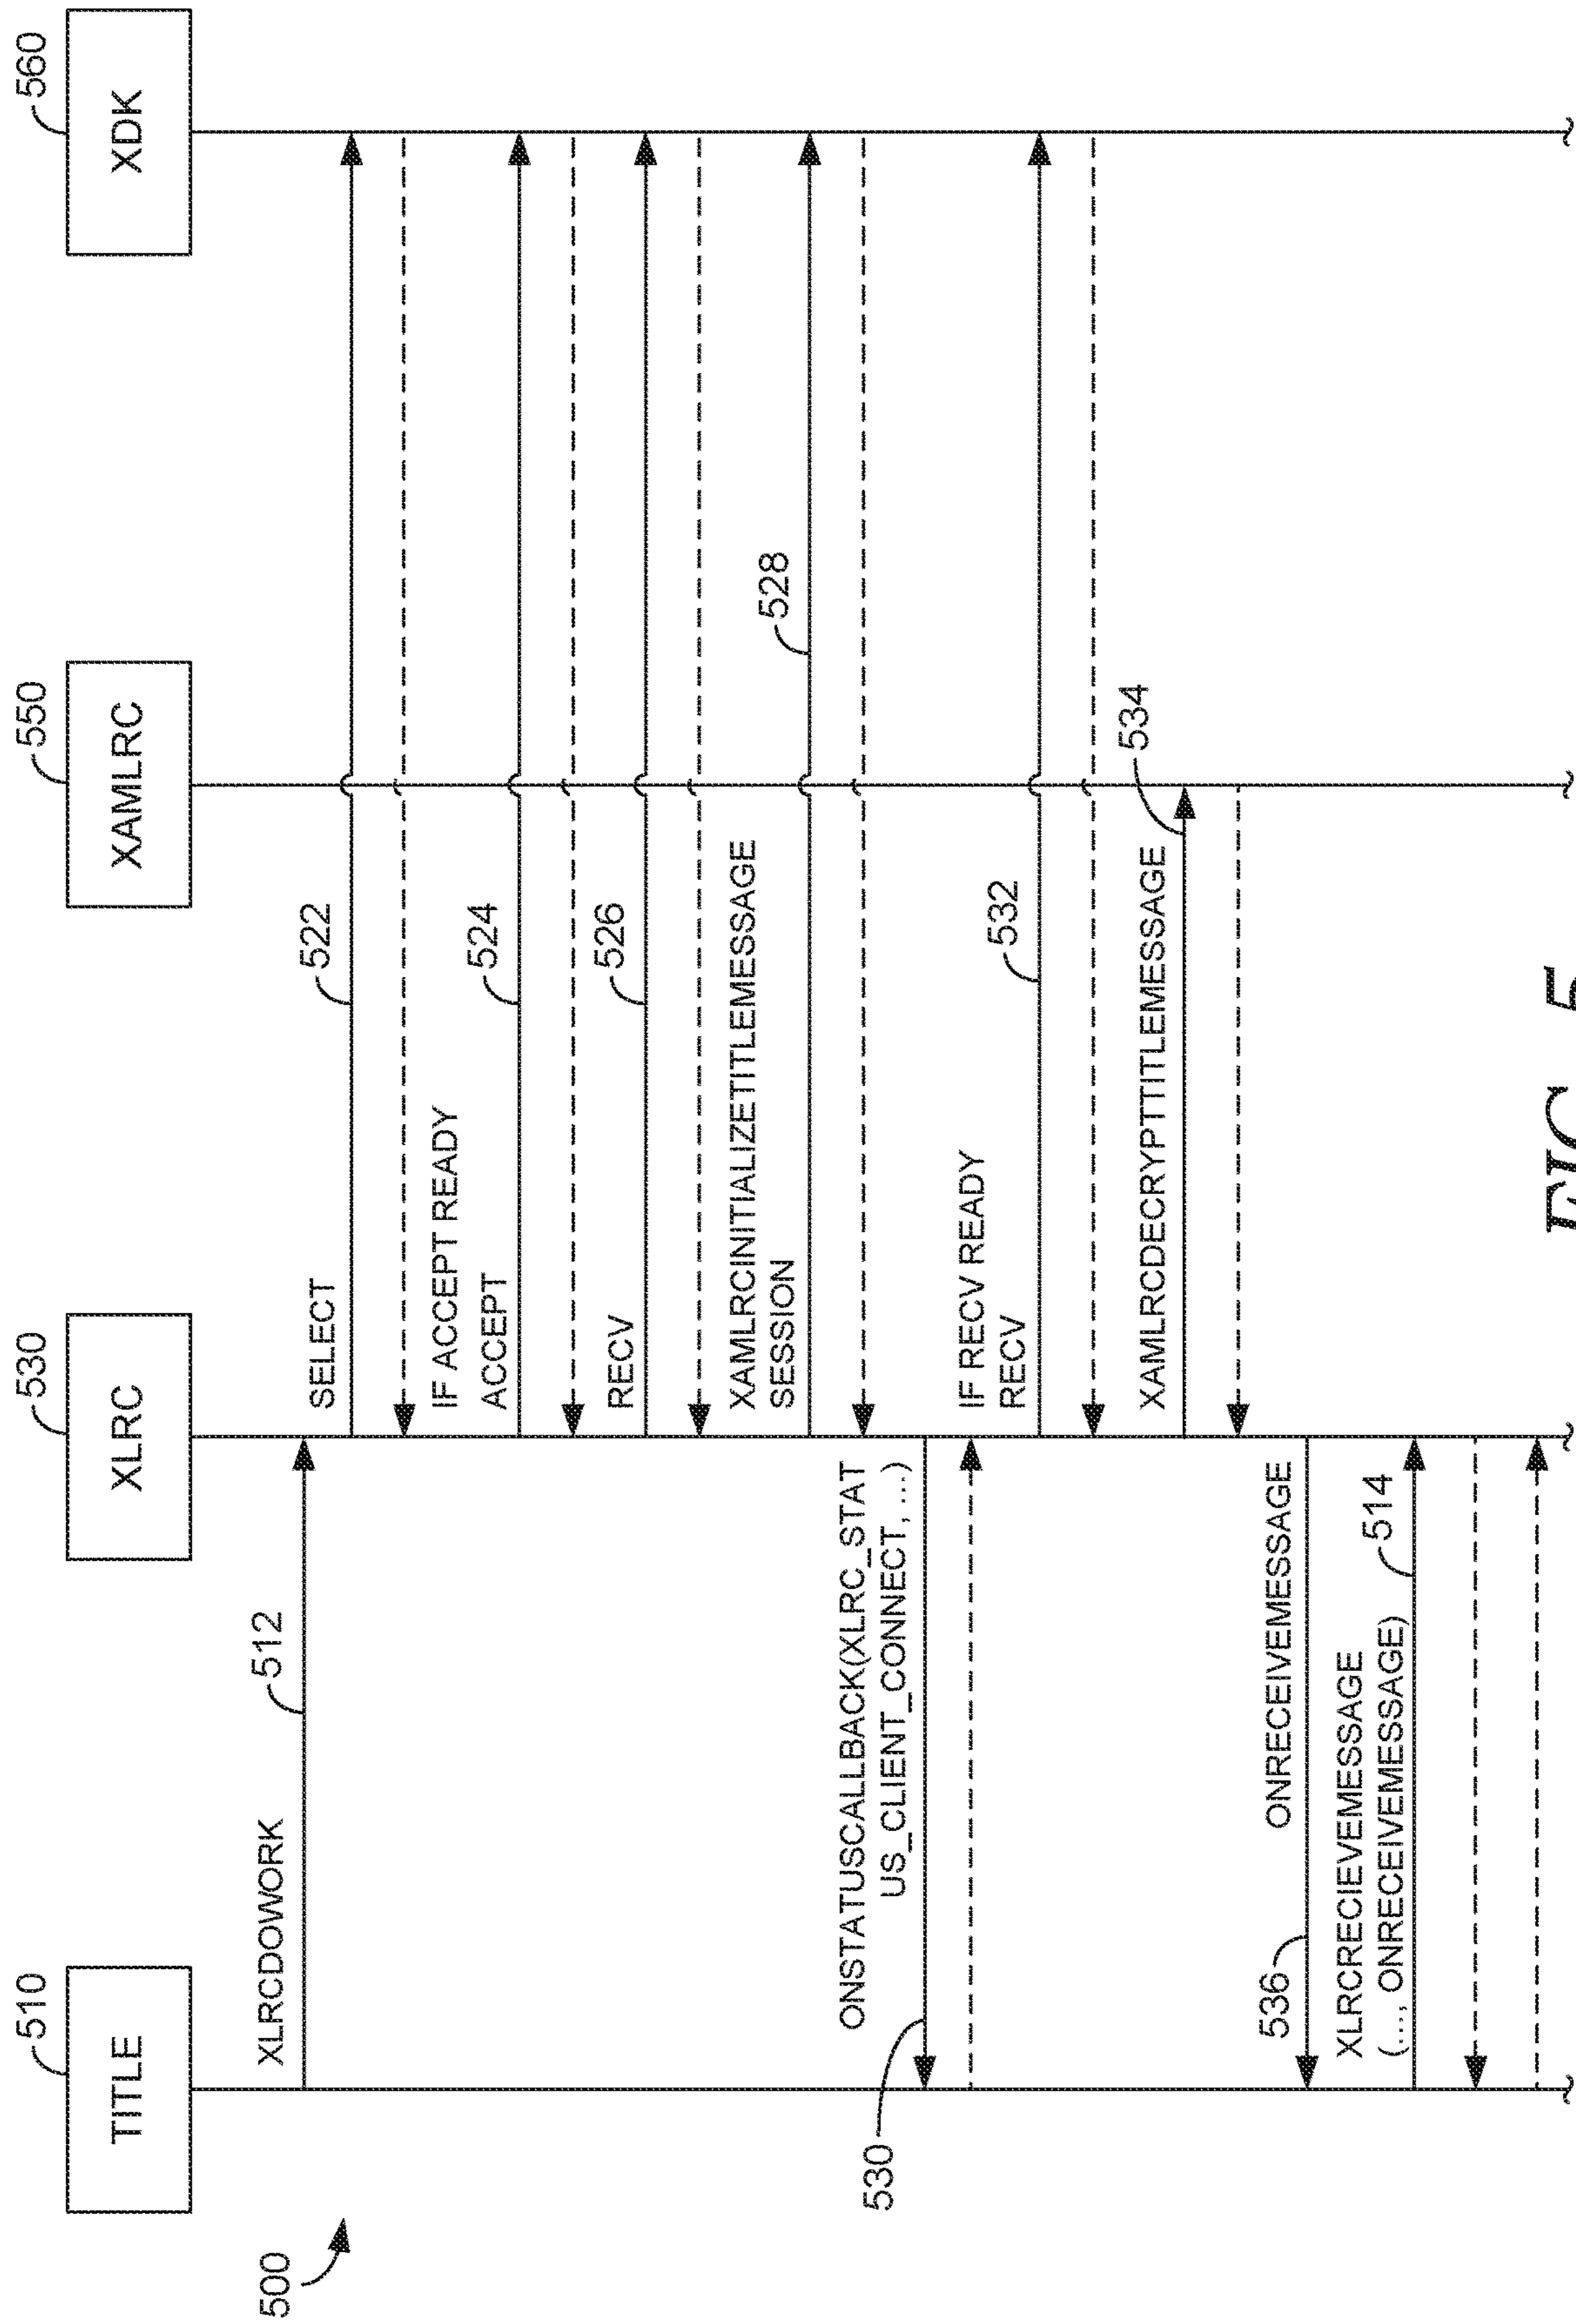 500
510
TITLE
530
XLRC
550
XAMLRC
560
XDK
XLRCDOWORK
512
SELECT
522
IF ACCEPT READY
ACCEPT
524
RECV
526
XAMLRCINITIALIZETITLEMESSAGE
SESSION
528
ONSTATUSCALLBACK(XLRC_STAT
US_CLIENT_CONNECT, ...)
530
IF RECV READY
RECV
532
XAMLRCDECRYPTTITLEMESSAGE
534
ONRECEIVEMESSAGE
536
XLRCRECIEVEMESSAGE
(..., ONRECEIVEMESSAGE)
514
FIG. 5